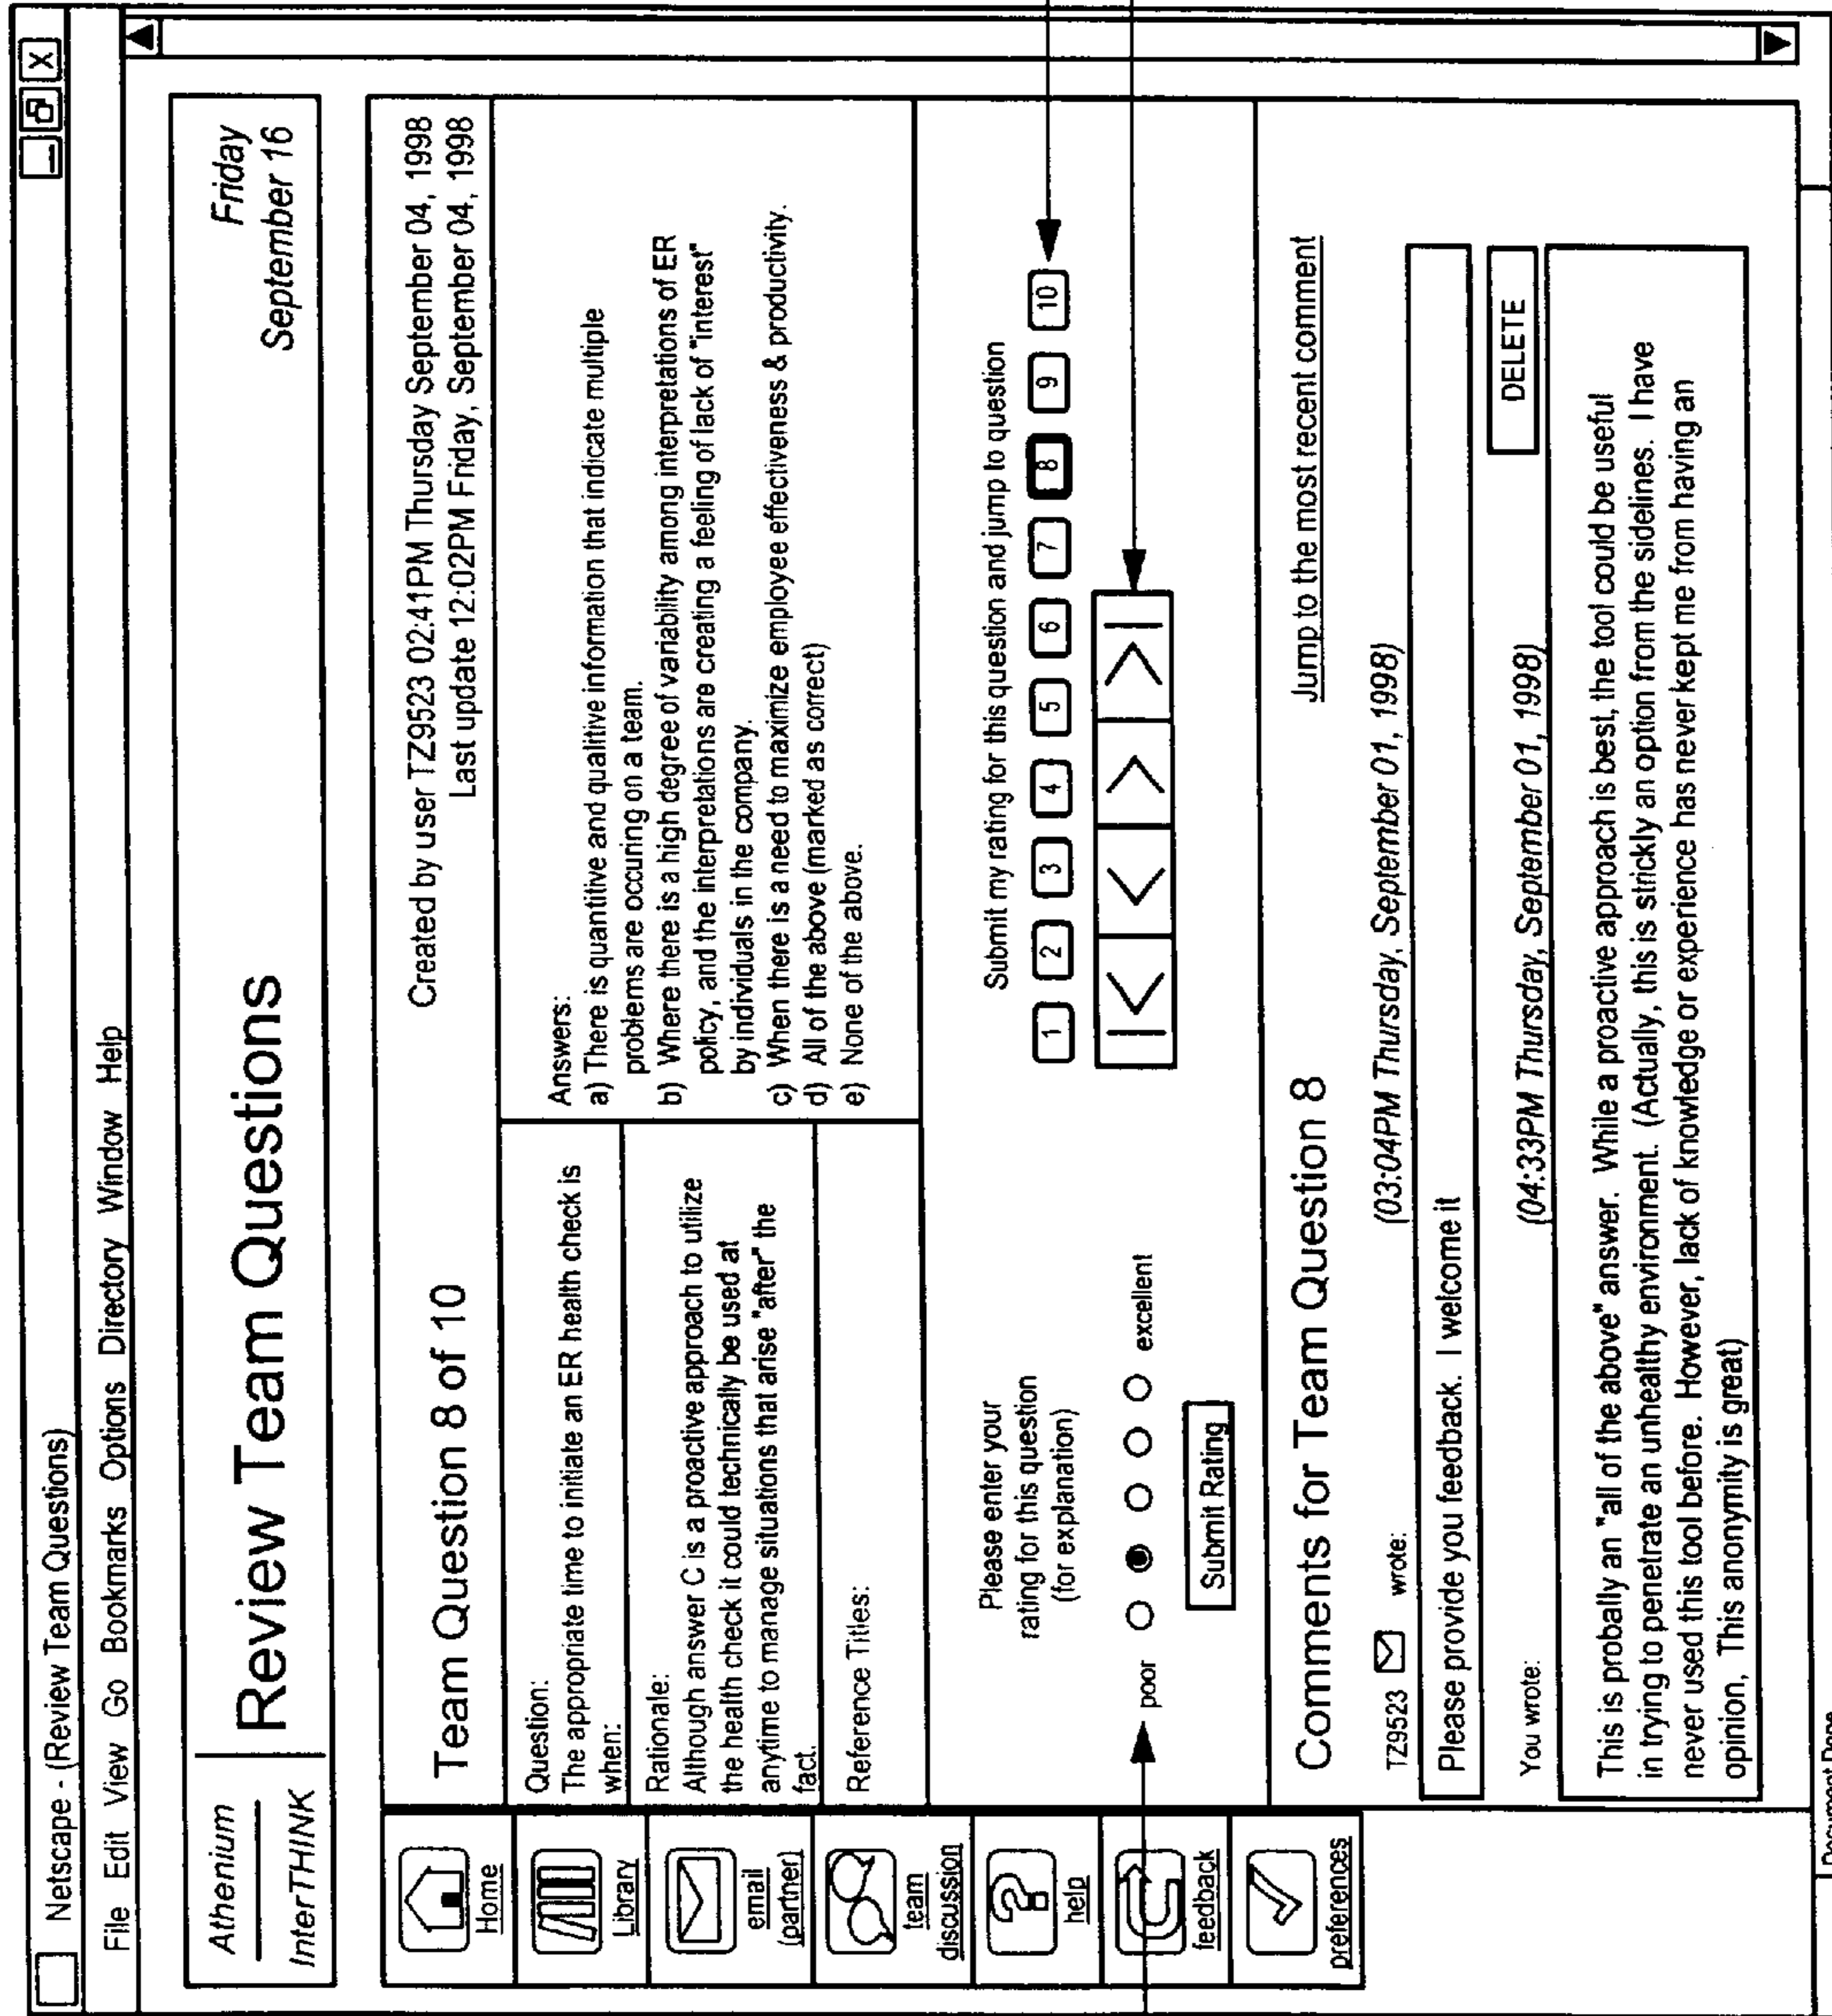 Netscape - (Review Team Questions)
X
File Edit View Go Bookmarks Options Directory Window Help
Athenium
InterTHINK
Review Team Questions
Friday
September 16
Home
Library
email
(partner)
team
discussion
?
help
feedback
preferences
Team Question 8 of 10
Created by user TZ9523 02:41PM Thursday September 04, 1998
Last update 12:02PM Friday, September 04, 1998
Question:
The appropriate time to initiate an ER health check is
when:
Rationale:
Although answer C is a proactive approach to utilize
the health check it could technically be used at
anytime to manage situations that arise "after" the
fact.
Reference Titles:
Answers:
a) There is quantitive and qualitive information that indicate multiple
problems are occuring on a team.
b) Where there is a high degree of variability among interpretations of ER
policy, and the interpretations are creating a feeling of lack of "interest"
by individuals in the company.
c) When there is a need to maximize employee effectiveness & productivity.
d) All of the above (marked as correct)
e) None of the above.
Please enter your
rating for this question
(for explanation)
poor excellent
Submit Rating
Submit my rating for this question and jump to question
1 2 3 4 5 6 7 8 9 10
|< < > >|
Comments for Team Question 8
Jump to the most recent comment
TZ9523 wrote: (03:04PM Thursday, September 01, 1998)
Please provide you feedback. I welcome it
You wrote: (04:33PM Thursday, September 01, 1998)
DELETE
This is probally an "all of the above" answer. While a proactive approach is best, the tool could be useful
in trying to penetrate an unhealthy environment. (Actually, this is strickly an option from the sidelines. I have
never used this tool before. However, lack of knowledge or experience has never kept me from having an
opinion, This anonymity is great)
Document Done